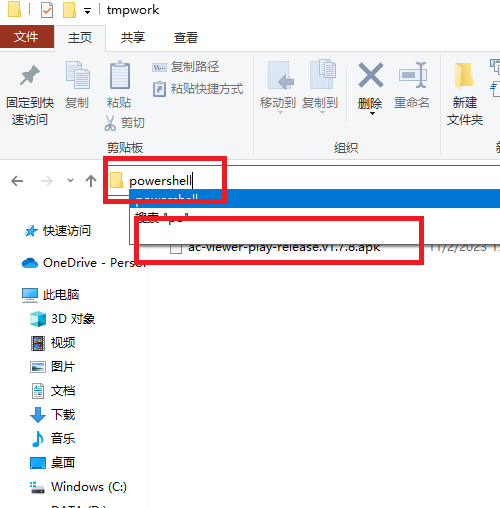 tmpwork
文件 主页 共享 查看
复制路径
粘贴快捷方式
固定到快速访问 复制 粘贴 剪切 移动到 复制到 删除 重命名 新建文件夹
剪贴板 组织
powershell
powershell
搜索 "po"
快速访问
ac-viewer-play-release.v1.7.8.apk 11/2/2023
OneDrive - Person
此电脑
3D 对象
视频
图片
文档
下载
音乐
桌面
Windows (C:)
DATA (D:)